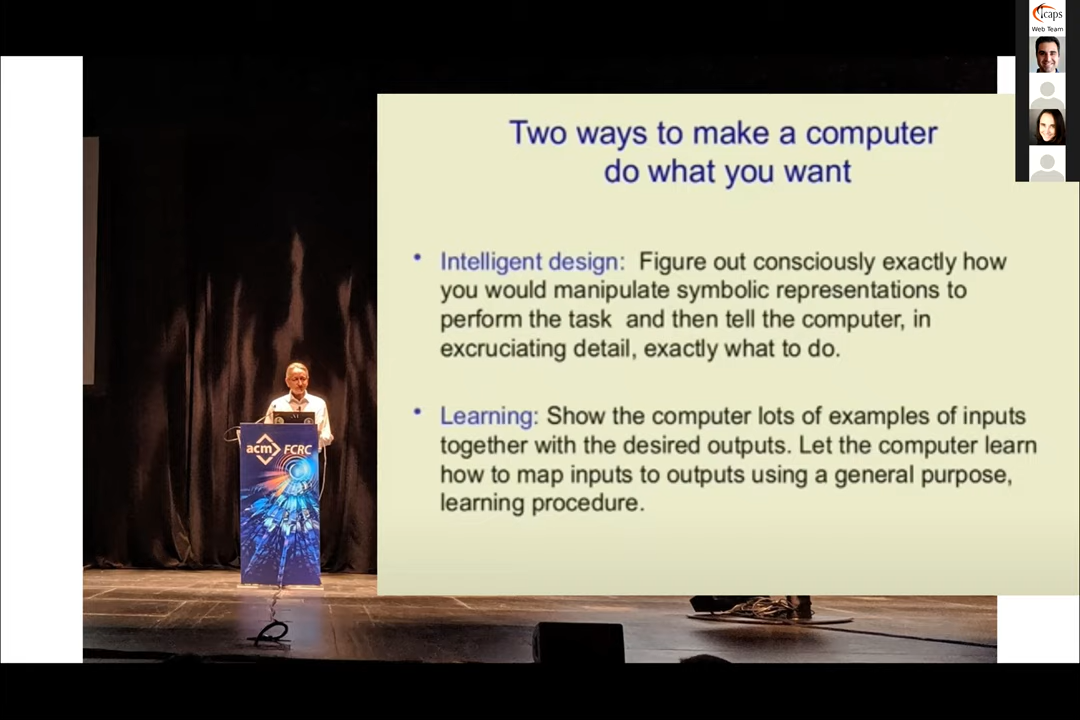 Two ways to make a computer
do what you want
• Intelligent design: Figure out consciously exactly how
you would manipulate symbolic representations to
perform the task and then tell the computer, in
excruciating detail, exactly what to do.
• Learning: Show the computer lots of examples of inputs
together with the desired outputs. Let the computer learn
how to map inputs to outputs using a general purpose,
learning procedure.
acm FCRC
icaps
Web Team